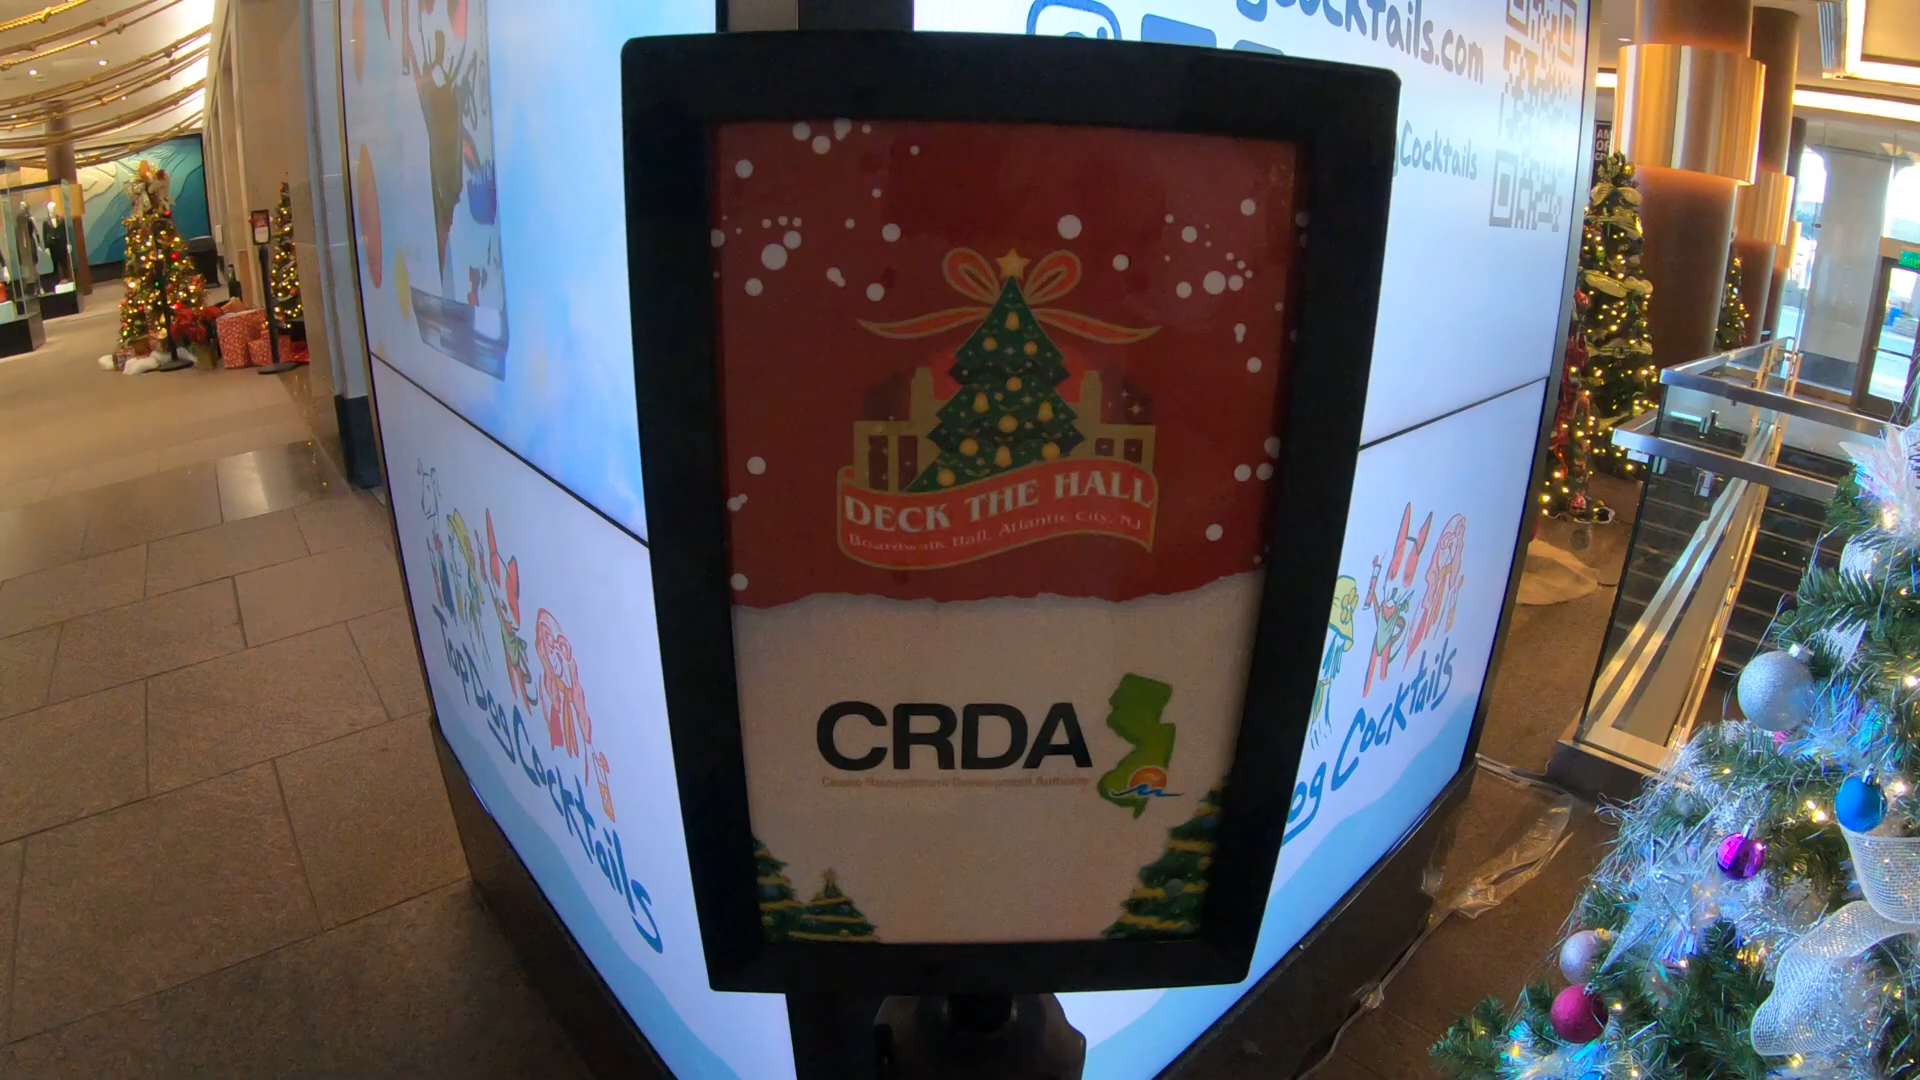 Cocktails.com
Cocktails
DECK THE HALL
Boardwalk Hall, Atlantic City, NJ
CRDA
Casino Reinvestment Development Authority
Top Dog Cocktails
og Cocktails